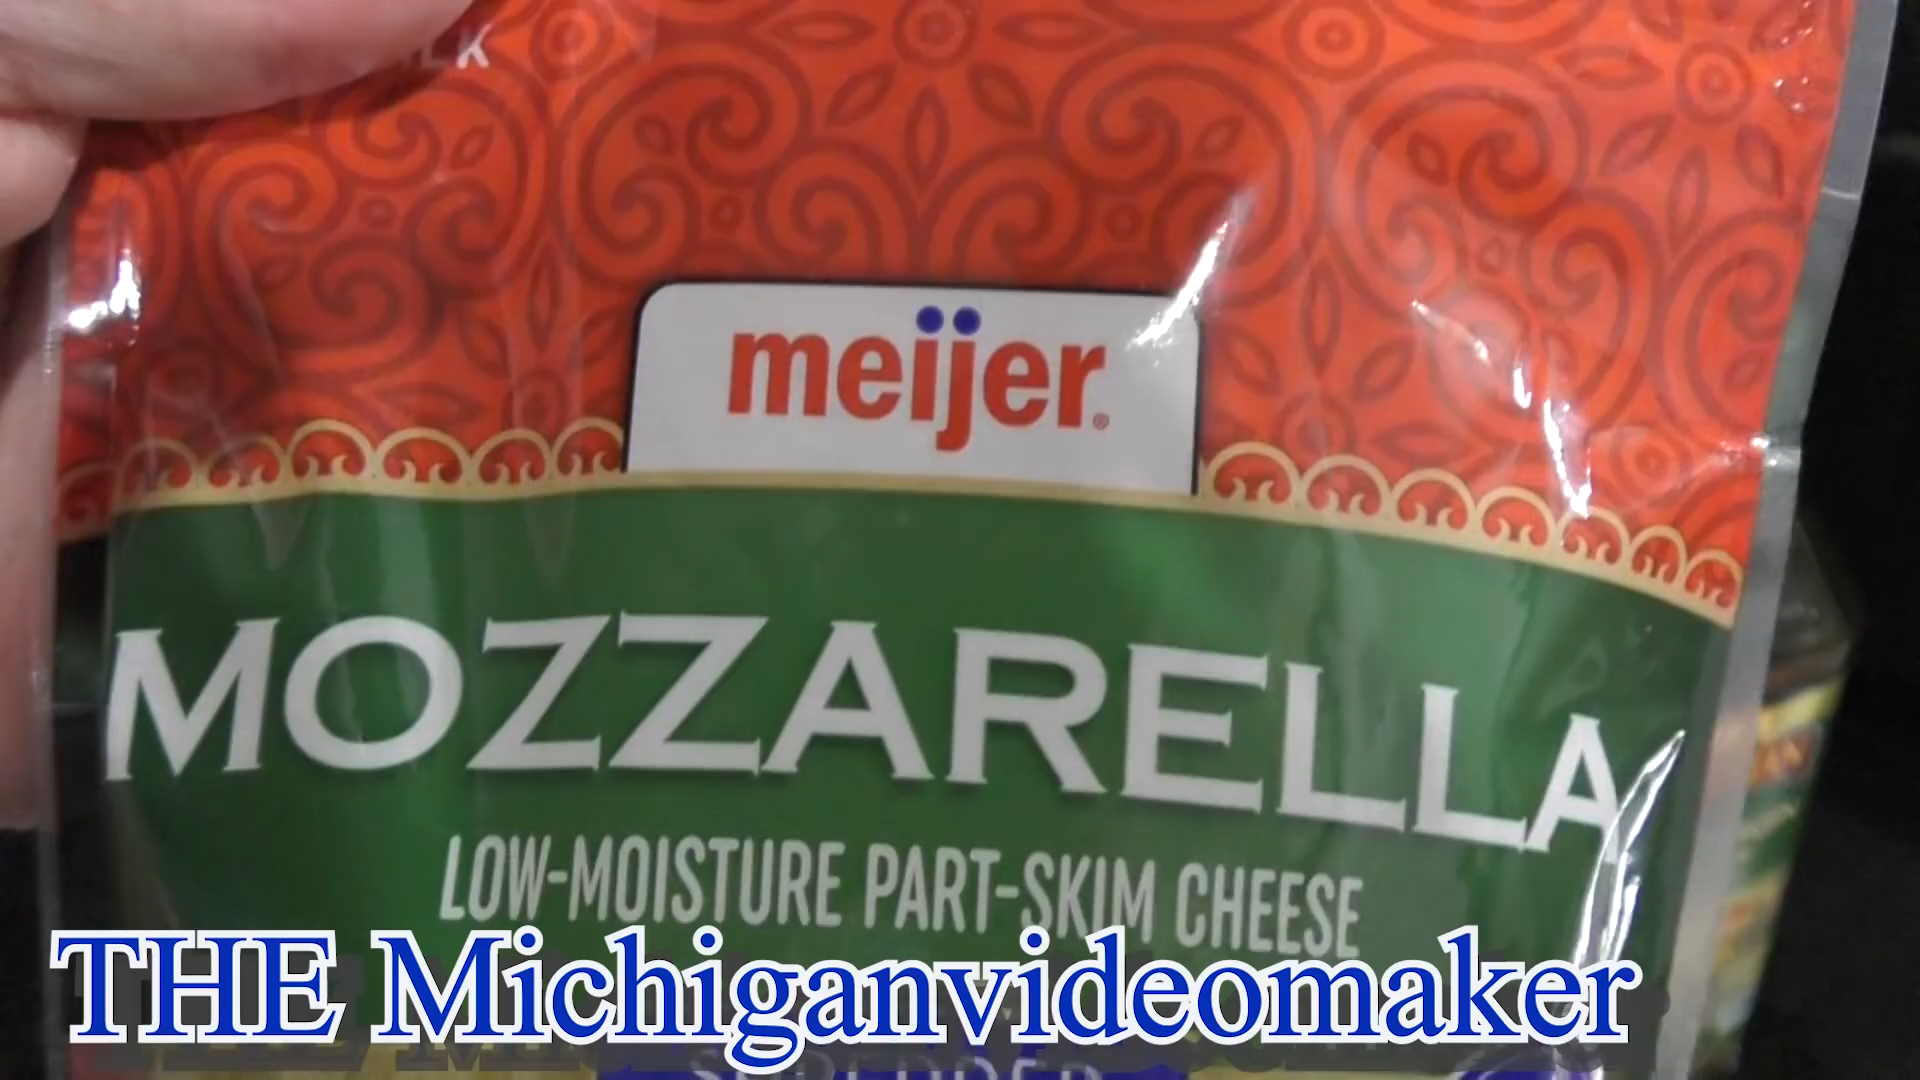 meijer®
MOZZARELLA
LOW-MOISTURE PART-SKIM CHEESE
THE Michiganvideomaker